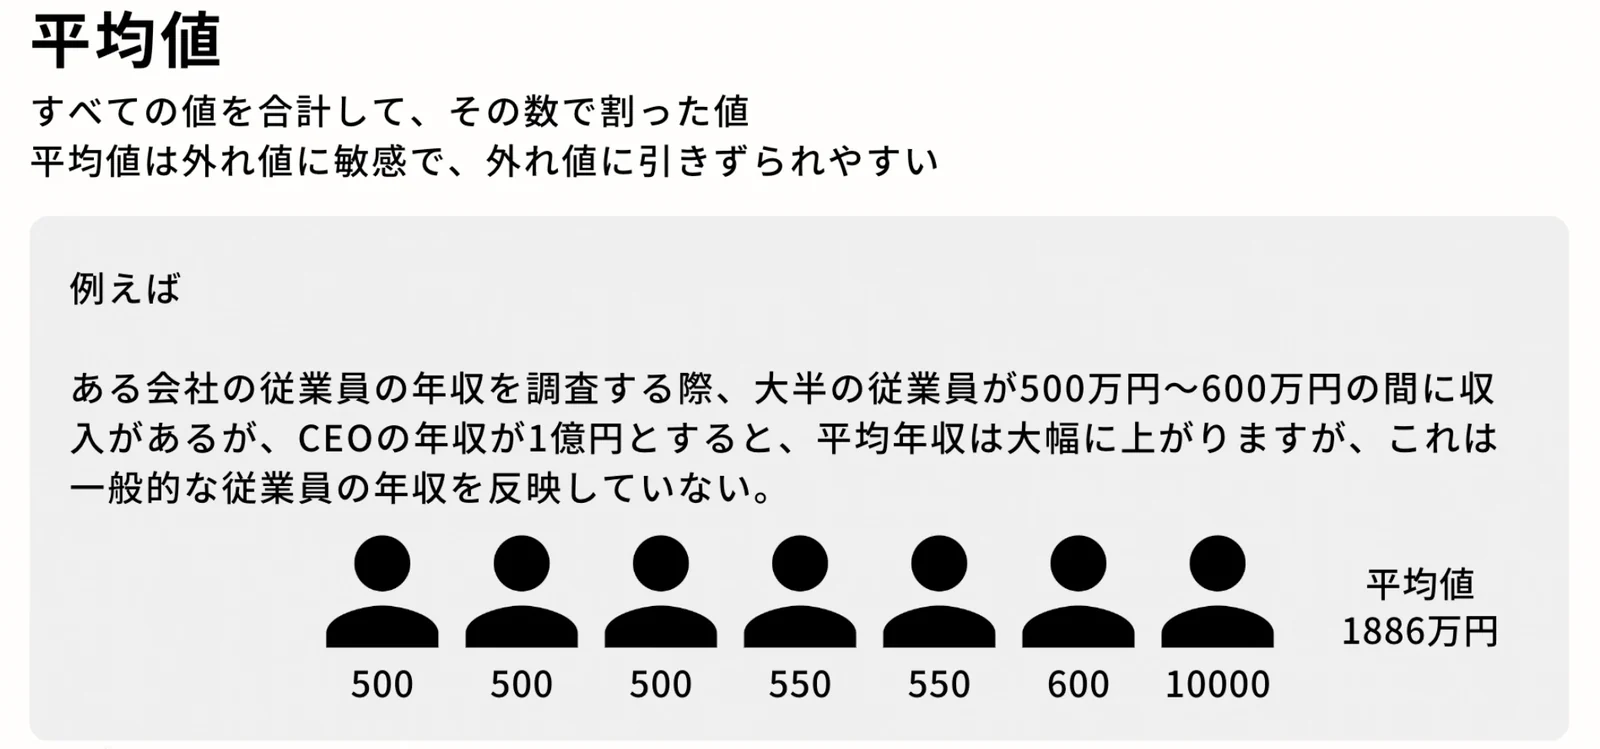 平均値
すべての値を合計して、その数で割った値
平均値は外れ値に敏感で、外れ値に引きずられやすい
例えば
ある会社の従業員の年収を調査する際、大半の従業員が500万円〜600万円の間に収
入があるが、CEOの年収が1億円とすると、平均年収は大幅に上がりますが、これは
一般的な従業員の年収を反映していない。
500 500 500 550 550 600 10000
平均値
1886万円